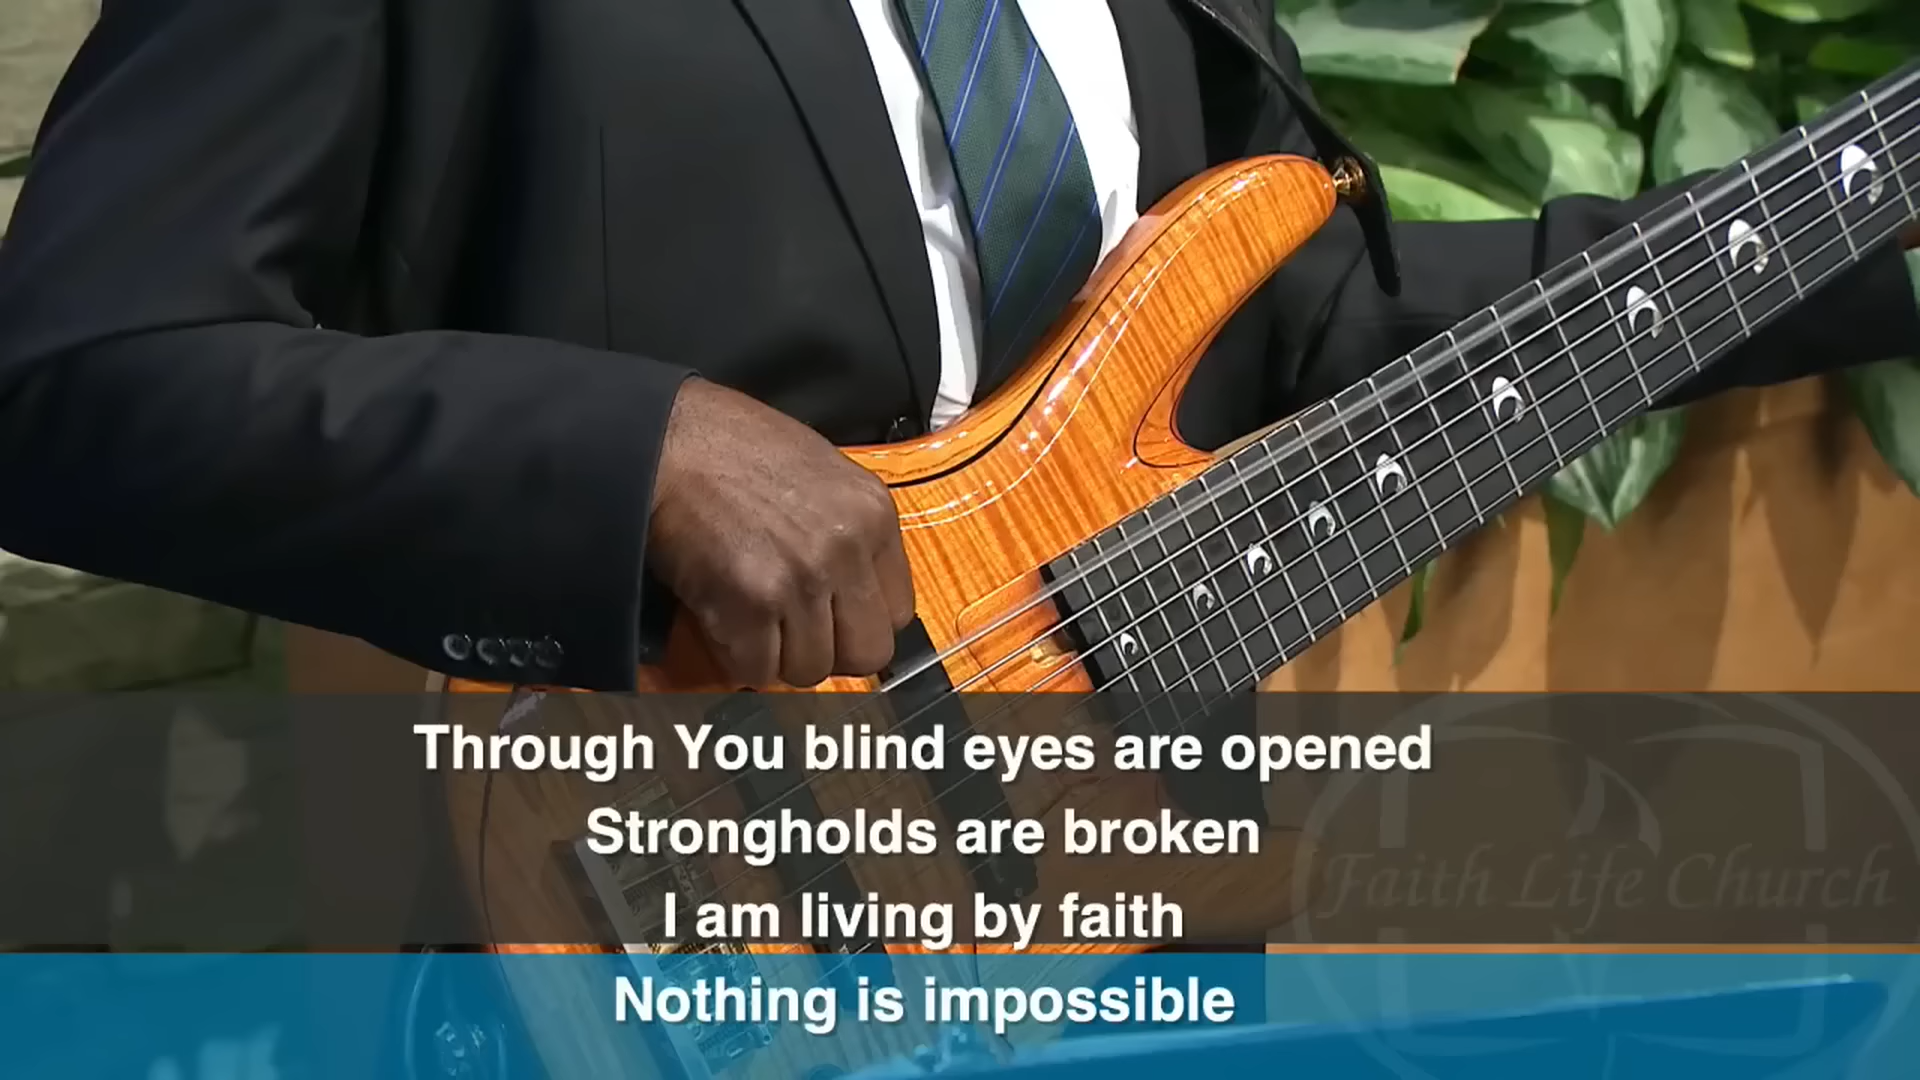 Through You blind eyes are opened
Strongholds are broken
Faith Life Church
I am living by faith
Nothing is impossible